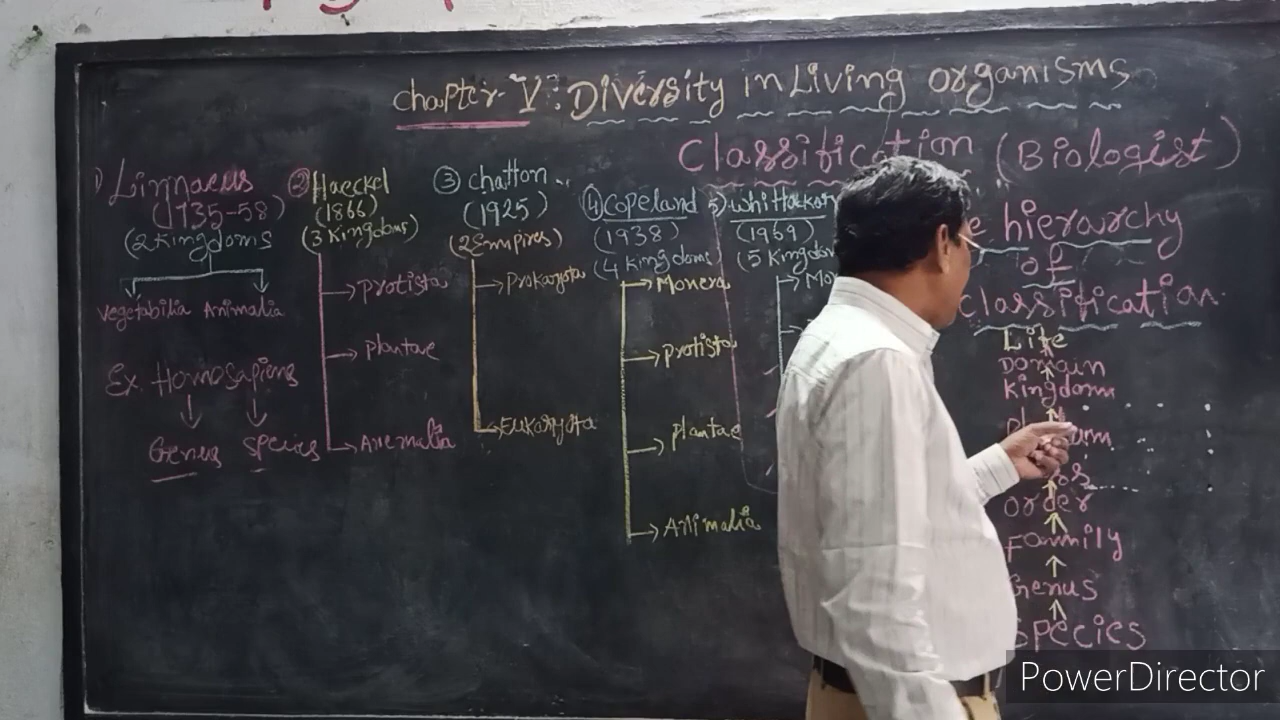 chapter-V: Diversity in Living organisms
Classification (Biologist)
1) Linnaeus
(1735-58)
(2 Kingdoms
Vegetabilia Animalia
Ex. Homosapiens
Genus Species
② Haeckel
(1866)
(3 Kingdoms)
Protista
Plantae
Animalia
③ chatton
(1925)
(2 Empires)
Prokaryota
Eukaryota
④ Copeland
(1938)
(4 Kingdoms)
Monera
Protista
Plantae
Animalia
5) Whittaker
(1969)
(5 Kingdoms
Mon
hierarchy
of
Classification
Life
Domain
Kingdom
order
Fammily
Genus
Species
PowerDirector